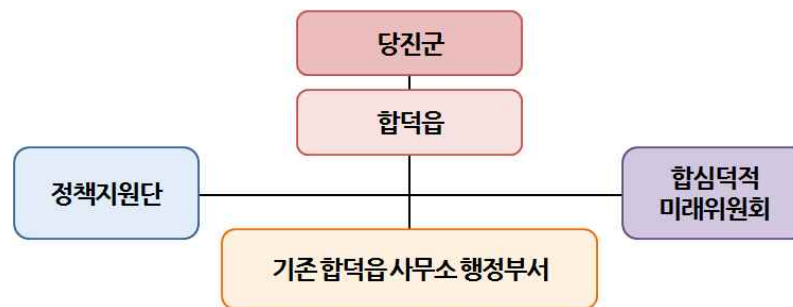 당진군
합덕읍
정책지원단
합심덕적
미래위원회
기존 합덕읍 사무소 행정부서